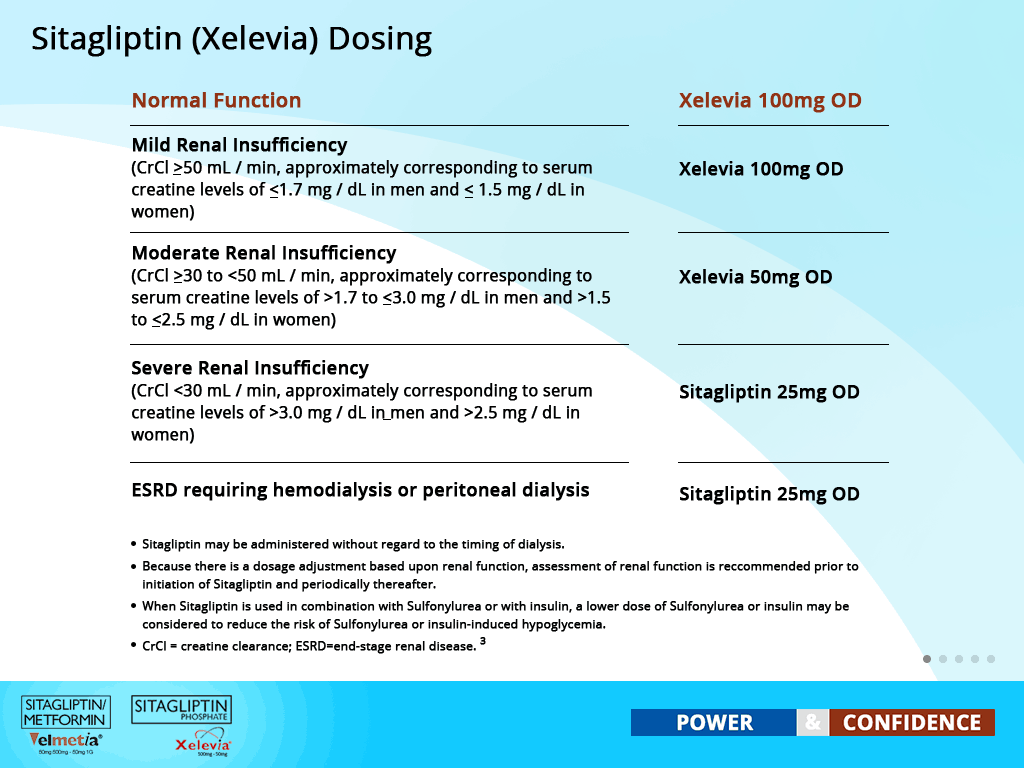 Sitagliptin (Xelevia) Dosing
Normal Function
Xelevia 100mg OD
Mild Renal Insufficiency
(CrCl ≥50 mL / min, approximately corresponding to serum
creatine levels of ≤1.7 mg / dL in men and ≤ 1.5 mg / dL in
women)
Xelevia 100mg OD
Moderate Renal Insufficiency
(CrCl ≥30 to <50 mL / min, approximately corresponding to
serum creatine levels of >1.7 to ≤3.0 mg / dL in men and >1.5
to ≤2.5 mg / dL in women)
Xelevia 50mg OD
Severe Renal Insufficiency
(CrCl <30 mL / min, approximately corresponding to serum
creatine levels of >3.0 mg / dL in men and >2.5 mg / dL in
women)
Sitagliptin 25mg OD
ESRD requiring hemodialysis or peritoneal dialysis
Sitagliptin 25mg OD
• Sitagliptin may be administered without regard to the timing of dialysis.
• Because there is a dosage adjustment based upon renal function, assessment of renal function is reccommended prior to
initiation of Sitagliptin and periodically thereafter.
• When Sitagliptin is used in combination with Sulfonylurea or with insulin, a lower dose of Sulfonylurea or insulin may be
considered to reduce the risk of Sulfonylurea or insulin-induced hypoglycemia.
• CrCl = creatine clearance; ESRD=end-stage renal disease. 3
SITAGLIPTIN/
METFORMIN
Velmetia®
50mg 500mg - 50mg 1G
SITAGLIPTIN
PHOSPHATE
Xelevia™
100mg - 50mg
POWER & CONFIDENCE